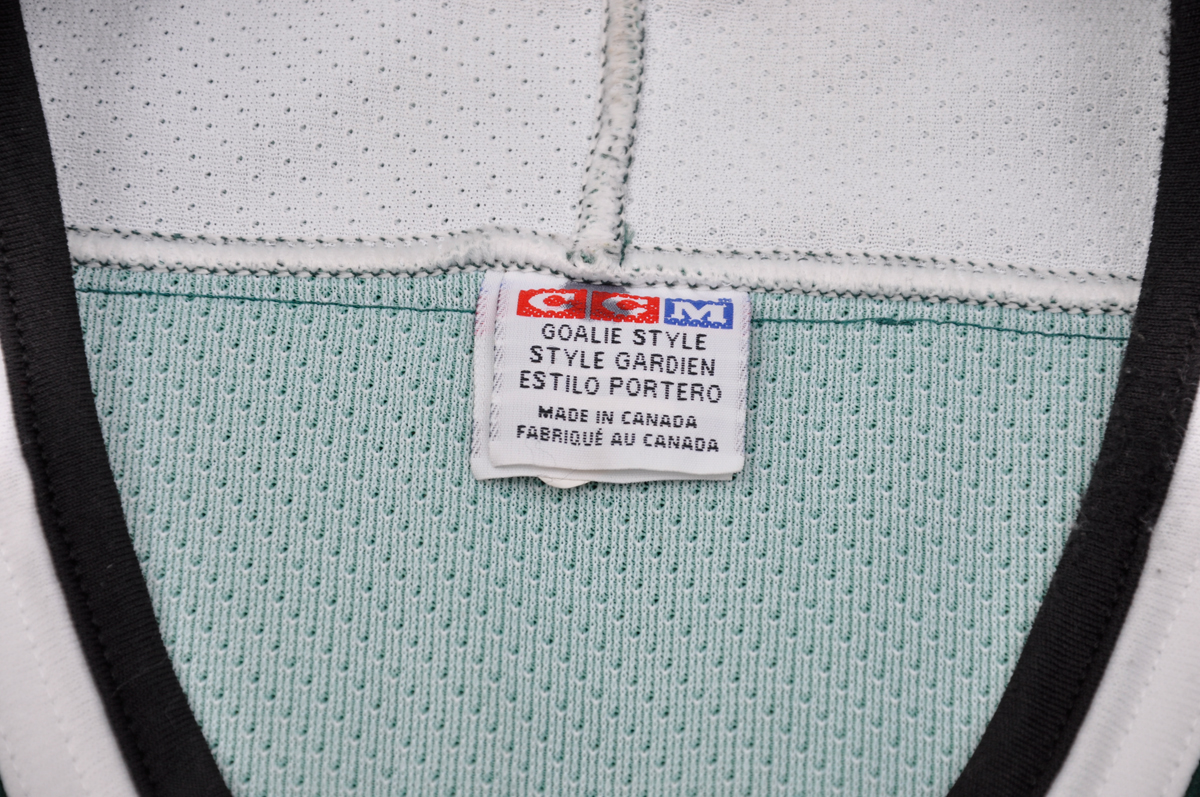 CCM
GOALIE STYLE
STYLE GARDIEN
ESTILO PORTERO
MADE IN CANADA
FABRIQUÉ AU CANADA